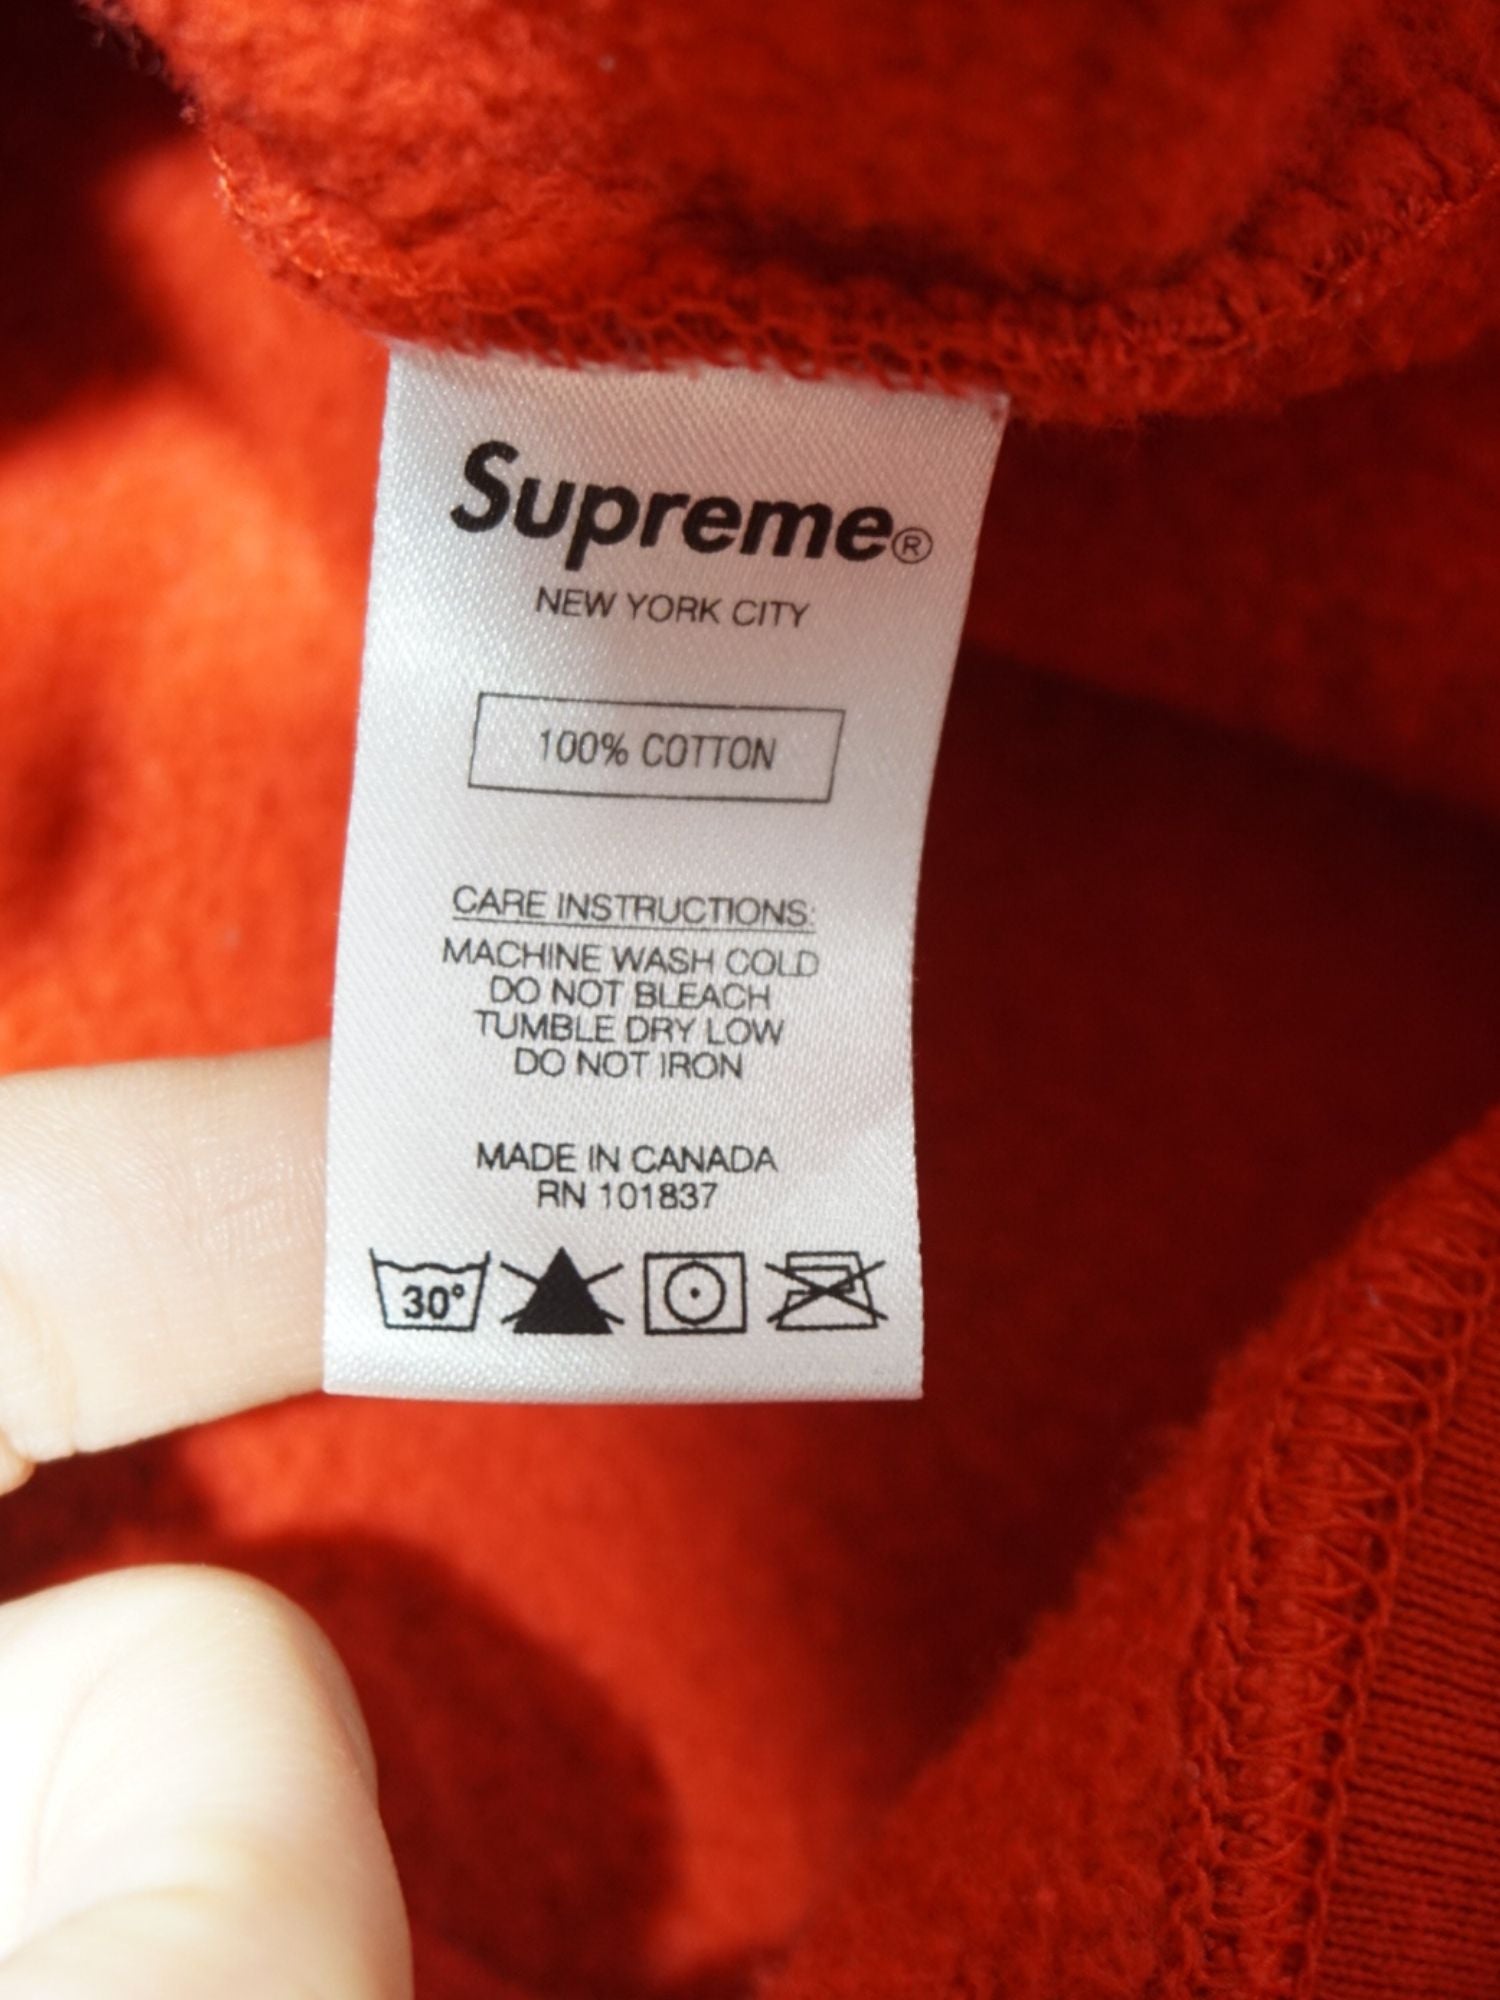 Supreme®
NEW YORK CITY
100% COTTON
CARE INSTRUCTIONS:
MACHINE WASH COLD
DO NOT BLEACH
TUMBLE DRY LOW
DO NOT IRON
MADE IN CANADA
RN 101837
30°